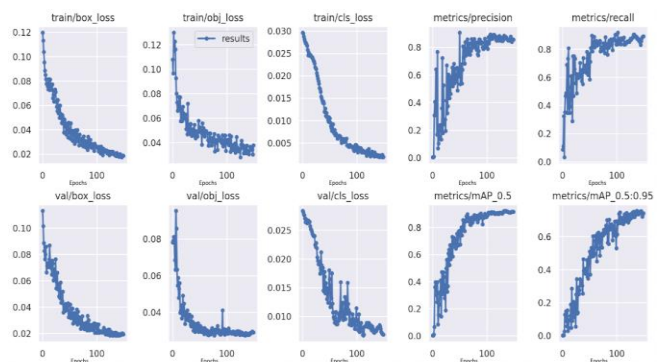 train/box_loss train/obj_loss train/cls_loss metrics/precision metrics/recall
0.12 0.12 0.030 0.8 0.8
results
0.10 0.10 0.025 0.6 0.6
0.08 0.08 0.020 0.4 0.4
0.06 0.06 0.015 0.2 0.2
0.04 0.04 0.010 0.0 0.0
0.02 0.005
0 100 0 100 0 100 0 100 0 100
Epochs Epochs Epochs Epochs Epochs
val/box_loss val/obj_loss val/cls_loss metrics/mAP_0.5 metrics/mAP_0.5:0.95
0.10 0.08 0.025 0.8 0.6
0.08 0.06 0.020 0.6 0.4
0.06 0.04 0.015 0.4 0.2
0.04 0.010 0.2 0.0
0.02 0.0
0 100 0 100 0 100 0 100 0 100
Epochs Epochs Epochs Epochs Epochs